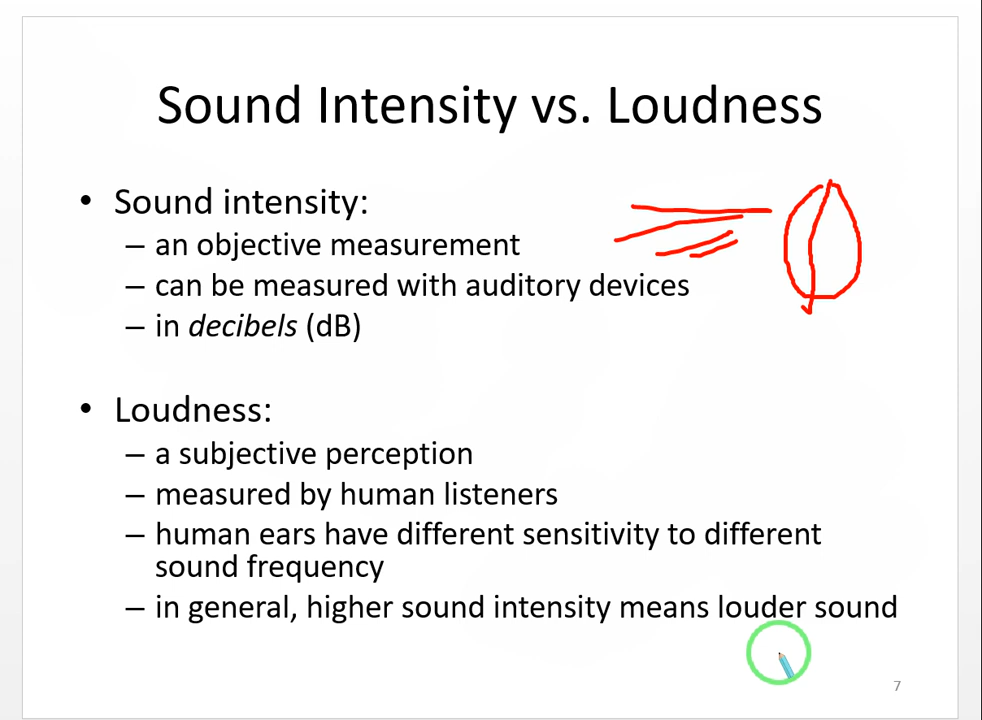 Sound Intensity vs. Loudness
• Sound intensity:
– an objective measurement
– can be measured with auditory devices
– in decibels (dB)
• Loudness:
– a subjective perception
– measured by human listeners
– human ears have different sensitivity to different
sound frequency
– in general, higher sound intensity means louder sound
7